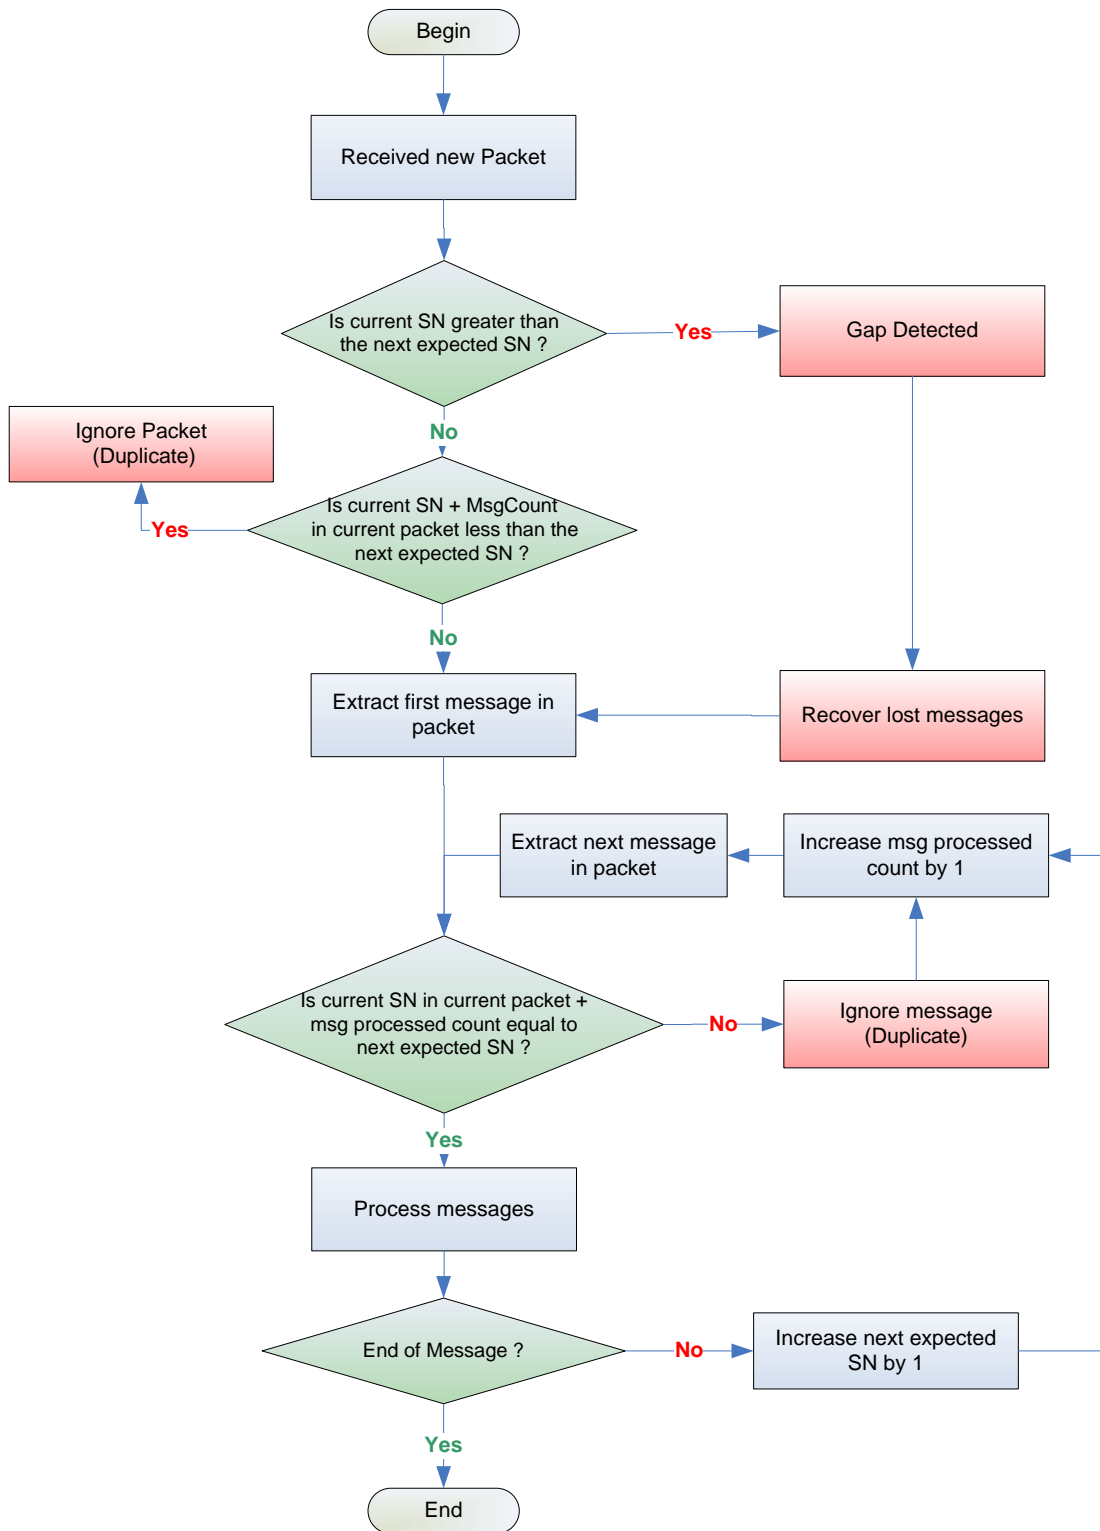 Begin
Received new Packet
Is current SN greater than
the next expected SN ?
Yes
Gap Detected
No
Ignore Packet
(Duplicate)
Is current SN + MsgCount
in current packet less than the
next expected SN ?
Yes
No
Extract first message in
packet
Recover lost messages
Extract next message
in packet
Increase msg processed
count by 1
Is current SN in current packet +
msg processed count equal to
next expected SN ?
No
Ignore message
(Duplicate)
Yes
Process messages
End of Message ?
No
Increase next expected
SN by 1
Yes
End